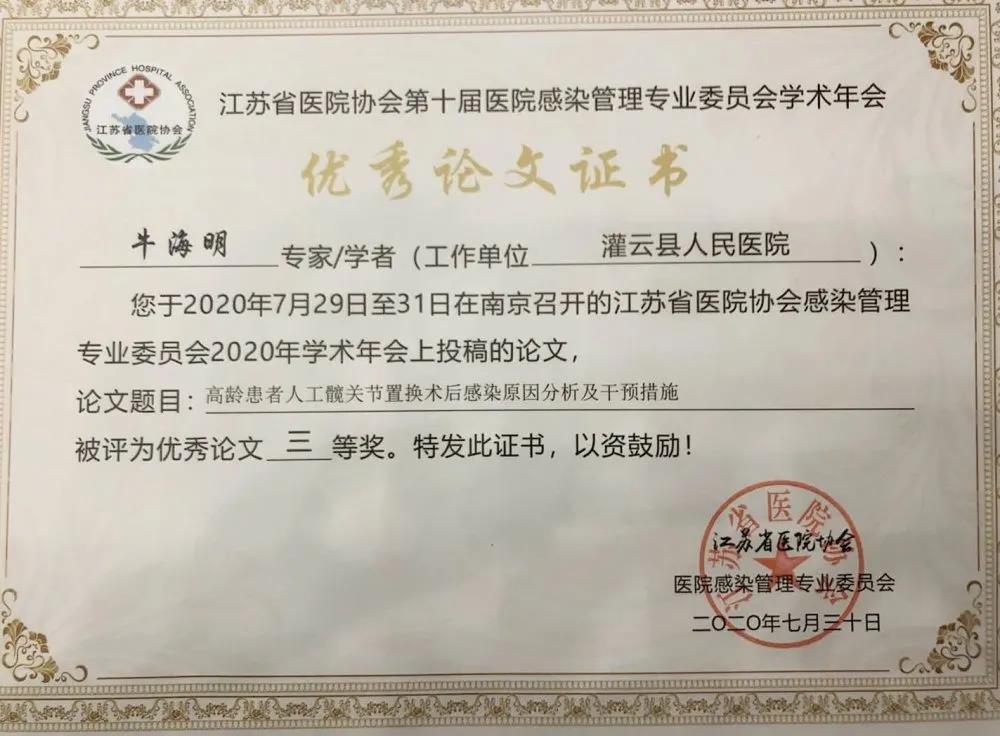 JIANGSU PROVINCE HOSPITAL ASSOCIATION
江苏省医院协会
江苏省医院协会第十届医院感染管理专业委员会学术年会
优秀论文证书
牛海明 专家/学者（工作单位 灌云县人民医院 ）：
您于2020年7月29日至31日在南京召开的江苏省医院协会感染管理
专业委员会2020年学术年会上投稿的论文，
论文题目：高龄患者人工髋关节置换术后感染原因分析及干预措施
被评为优秀论文三等奖。特发此证书，以资鼓励！
江苏省医院协会
江苏省医院协会
医院感染管理专业委员会
二〇二〇年七月三十日